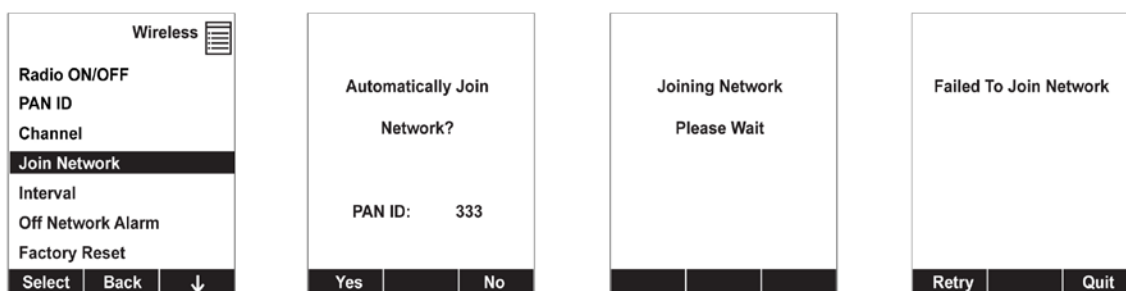 Wireless
Radio ON/OFF
PAN ID
Channel
Join Network
Interval
Off Network Alarm
Factory Reset
Select Back ↓
Automatically Join
Network?
PAN ID: 333
Yes No
Joining Network
Please Wait
Failed To Join Network
Retry Quit